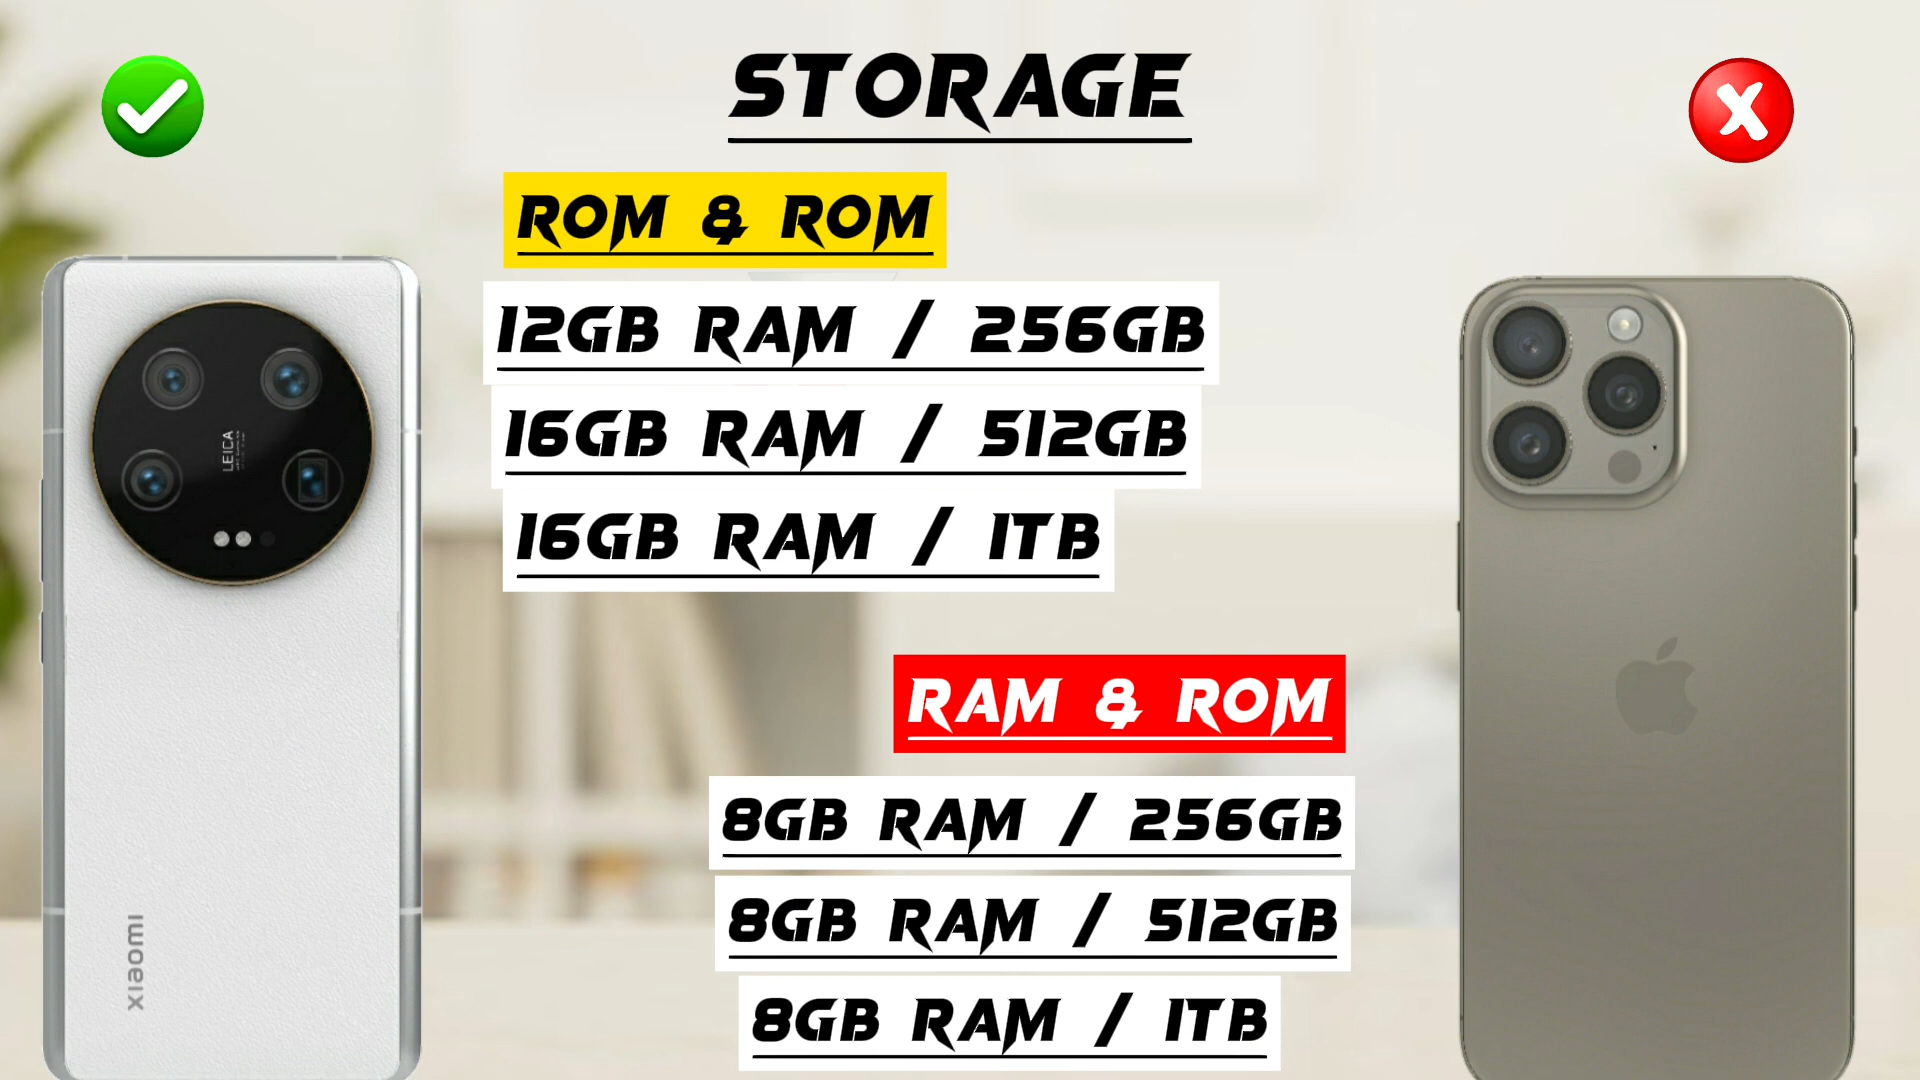 STORAGE
ROM & ROM
12GB RAM / 256GB
16GB RAM / 512GB
16GB RAM / 1TB
LEICA
xiaomi
RAM & ROM
8GB RAM / 256GB
8GB RAM / 512GB
8GB RAM / 1TB